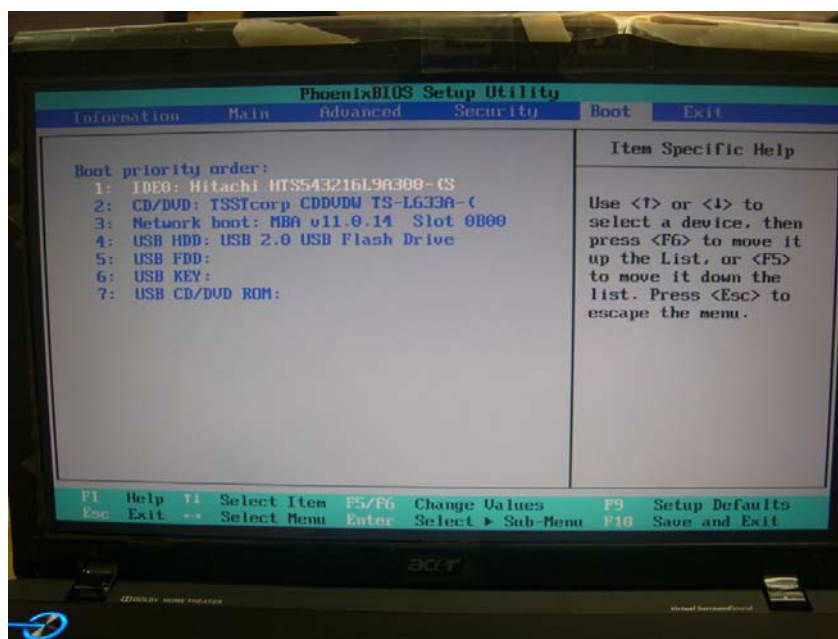 PhoenixBIOS Setup Utility
Information Main Advanced Security Boot Exit
Boot priority order:
1: IDE0: Hitachi HTS543216L9A300-(S
2: CD/DVD: TSSTcorp CDDVDW TS-L633A-(
3: Network boot: MBA v11.0.14 Slot 0B00
4: USB HDD: USB 2.0 USB Flash Drive
5: USB FDD:
6: USB KEY:
7: USB CD/DVD ROM:
Item Specific Help
Use <↑> or <↓> to
select a device, then
press <F6> to move it
up the List, or <F5>
to move it down the
list. Press <Esc> to
escape the menu.
F1 Help ↑↓ Select Item F5/F6 Change Values F9 Setup Defaults
Esc Exit ↔ Select Menu Enter Select ▶ Sub-Menu F10 Save and Exit
acer
DOLBY HOME THEATER
Virtual SurroundSound